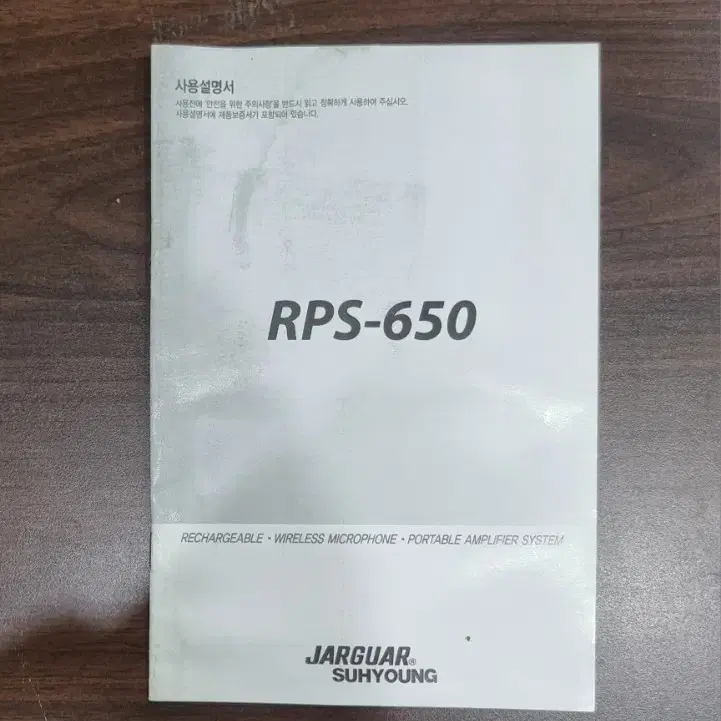 사용설명서
사용전에 '안전을 위한 주의사항'을 반드시 읽고 정확하게 사용하여 주십시오.
사용설명서에 제품보증서가 포함되어 있습니다.
RPS-650
RECHARGEABLE · WIRELESS MICROPHONE · PORTABLE AMPLIFIER SYSTEM
JARGUAR®
SUHYOUNG